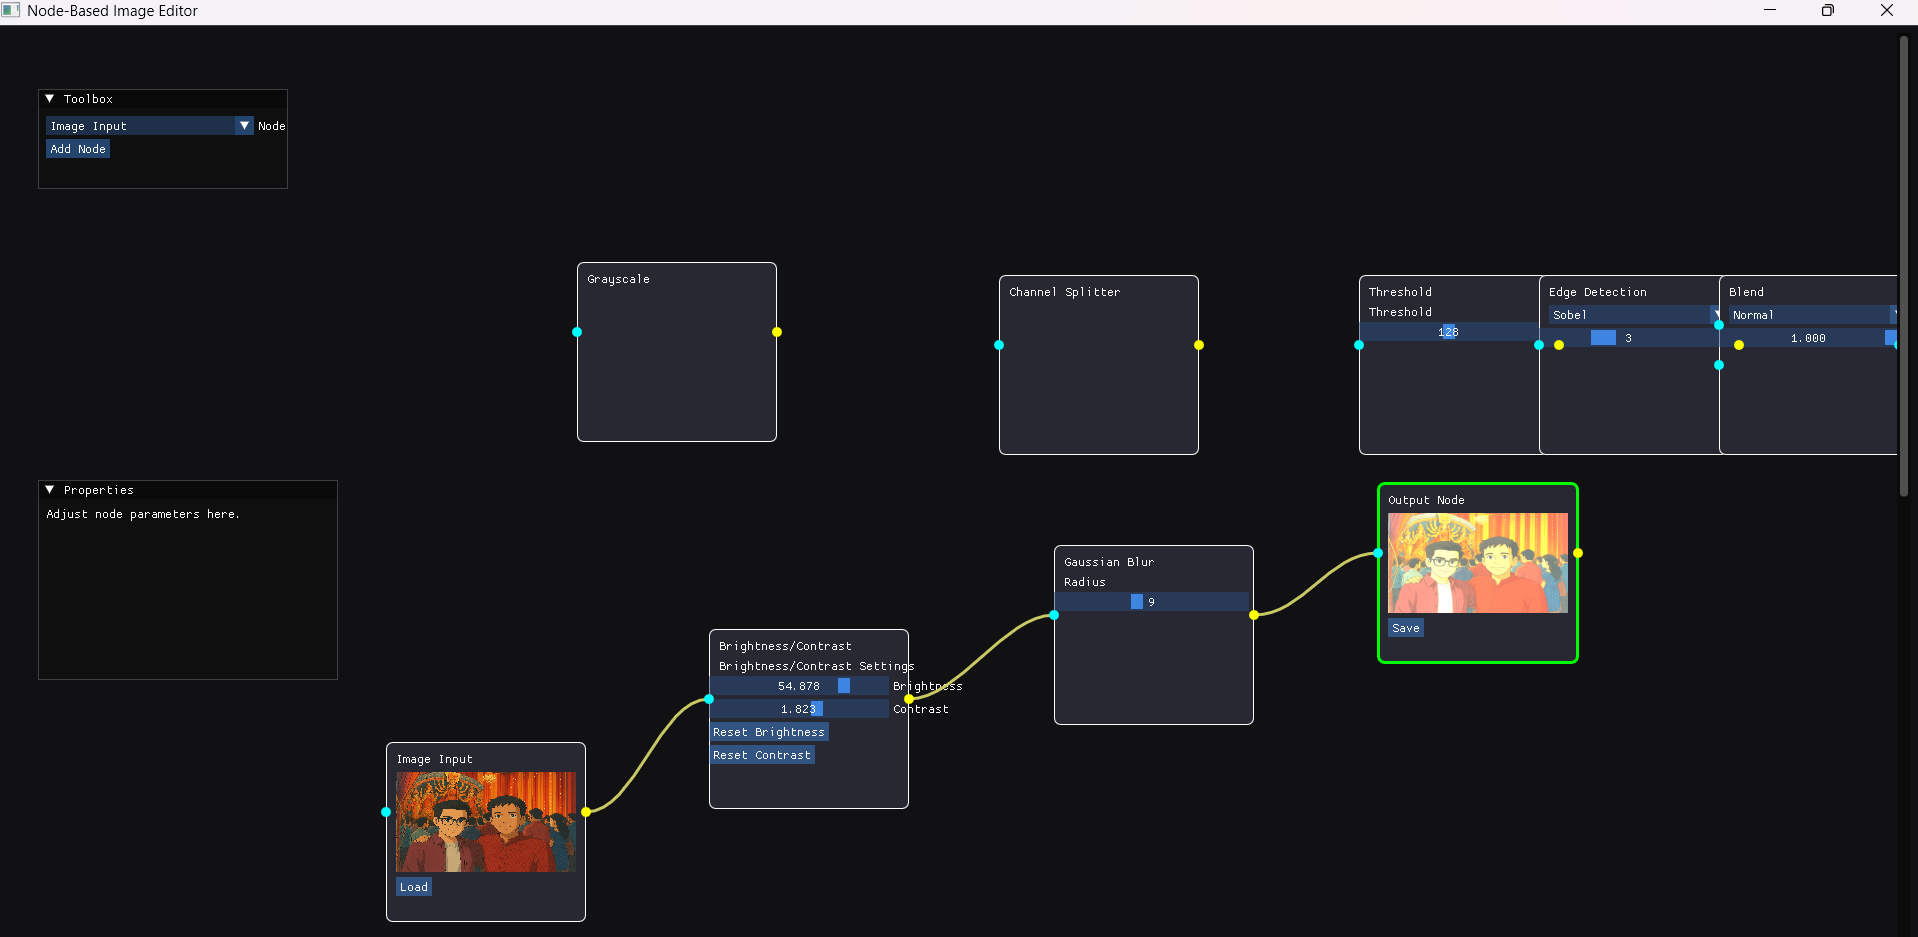 Node-Based Image Editor
Toolbox
Image Input
Node
Add Node
Grayscale
Channel Splitter
Threshold
Threshold
128
Edge Detection
Sobel
3
Blend
Normal
1.000
Properties
Adjust node parameters here.
Output Node
Save
Gaussian Blur
Radius
9
Brightness/Contrast
Brightness/Contrast Settings
54.878
Brightness
1.823
Contrast
Reset Brightness
Reset Contrast
Image Input
Load